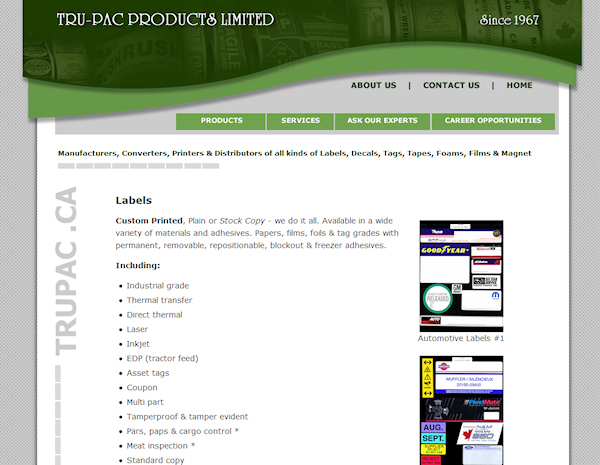 TRU-PAC PRODUCTS LIMITED
Since 1967
ABOUT US | CONTACT US | HOME
PRODUCTS
SERVICES
ASK OUR EXPERTS
CAREER OPPORTUNITIES
Manufacturers, Converters, Printers & Distributors of all kinds of Labels, Decals, Tags, Tapes, Foams, Films & Magnet
TRUPAC .CA
Labels
Custom Printed, Plain or Stock Copy - we do it all. Available in a wide
variety of materials and adhesives. Papers, films, foils & tag grades with
permanent, removable, repositionable, blockout & freezer adhesives.
Including:
Industrial grade
Thermal transfer
Direct thermal
Laser
Inkjet
EDP (tractor feed)
Asset tags
Coupon
Multi part
Tamperproof & tamper evident
Pars, paps & cargo control *
Meat inspection *
Standard copy
GOODYEAR
RELEASED
Automotive Labels #1
MUFFLER / SILENCIEUX
FleetMate
AUG.
SEPT.